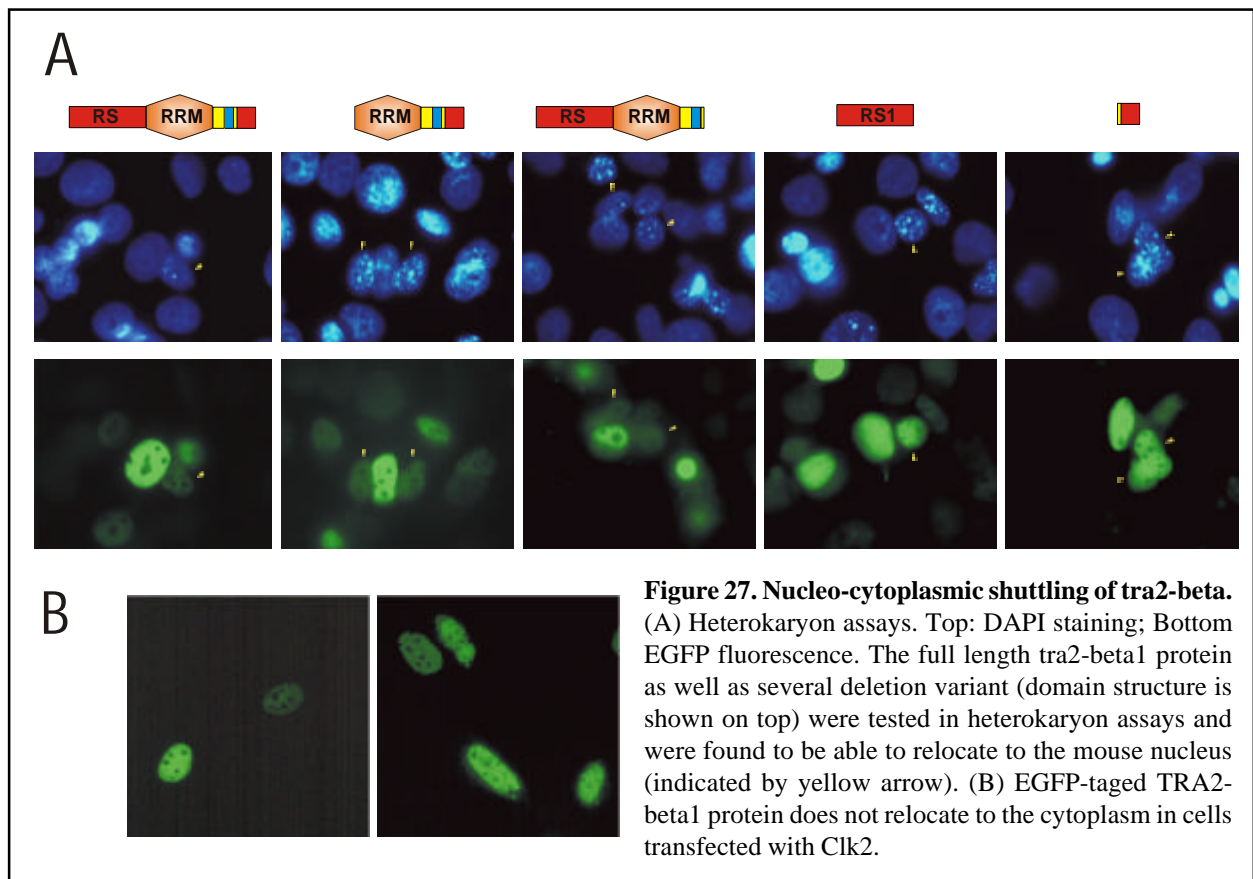 A
RS RRM
RRM
RS RRM
RS1
B
Figure 27. Nucleo-cytoplasmic shuttling of tra2-beta.
(A) Heterokaryon assays. Top: DAPI staining; Bottom
EGFP fluorescence. The full length tra2-beta1 protein
as well as several deletion variant (domain structure is
shown on top) were tested in heterokaryon assays and
were found to be able to relocate to the mouse nucleus
(indicated by yellow arrow). (B) EGFP-taged TRA2-
beta1 protein does not relocate to the cytoplasm in cells
transfected with Clk2.